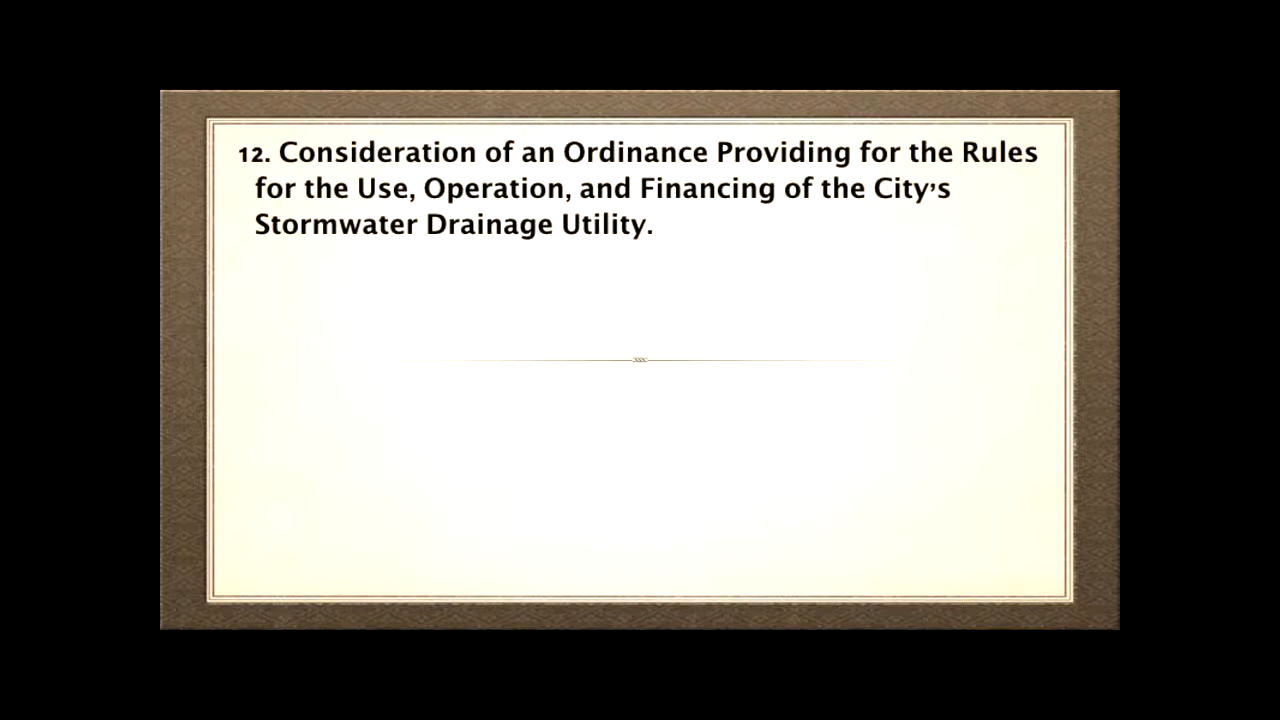 12. Consideration of an Ordinance Providing for the Rules
for the Use, Operation, and Financing of the City’s
Stormwater Drainage Utility.